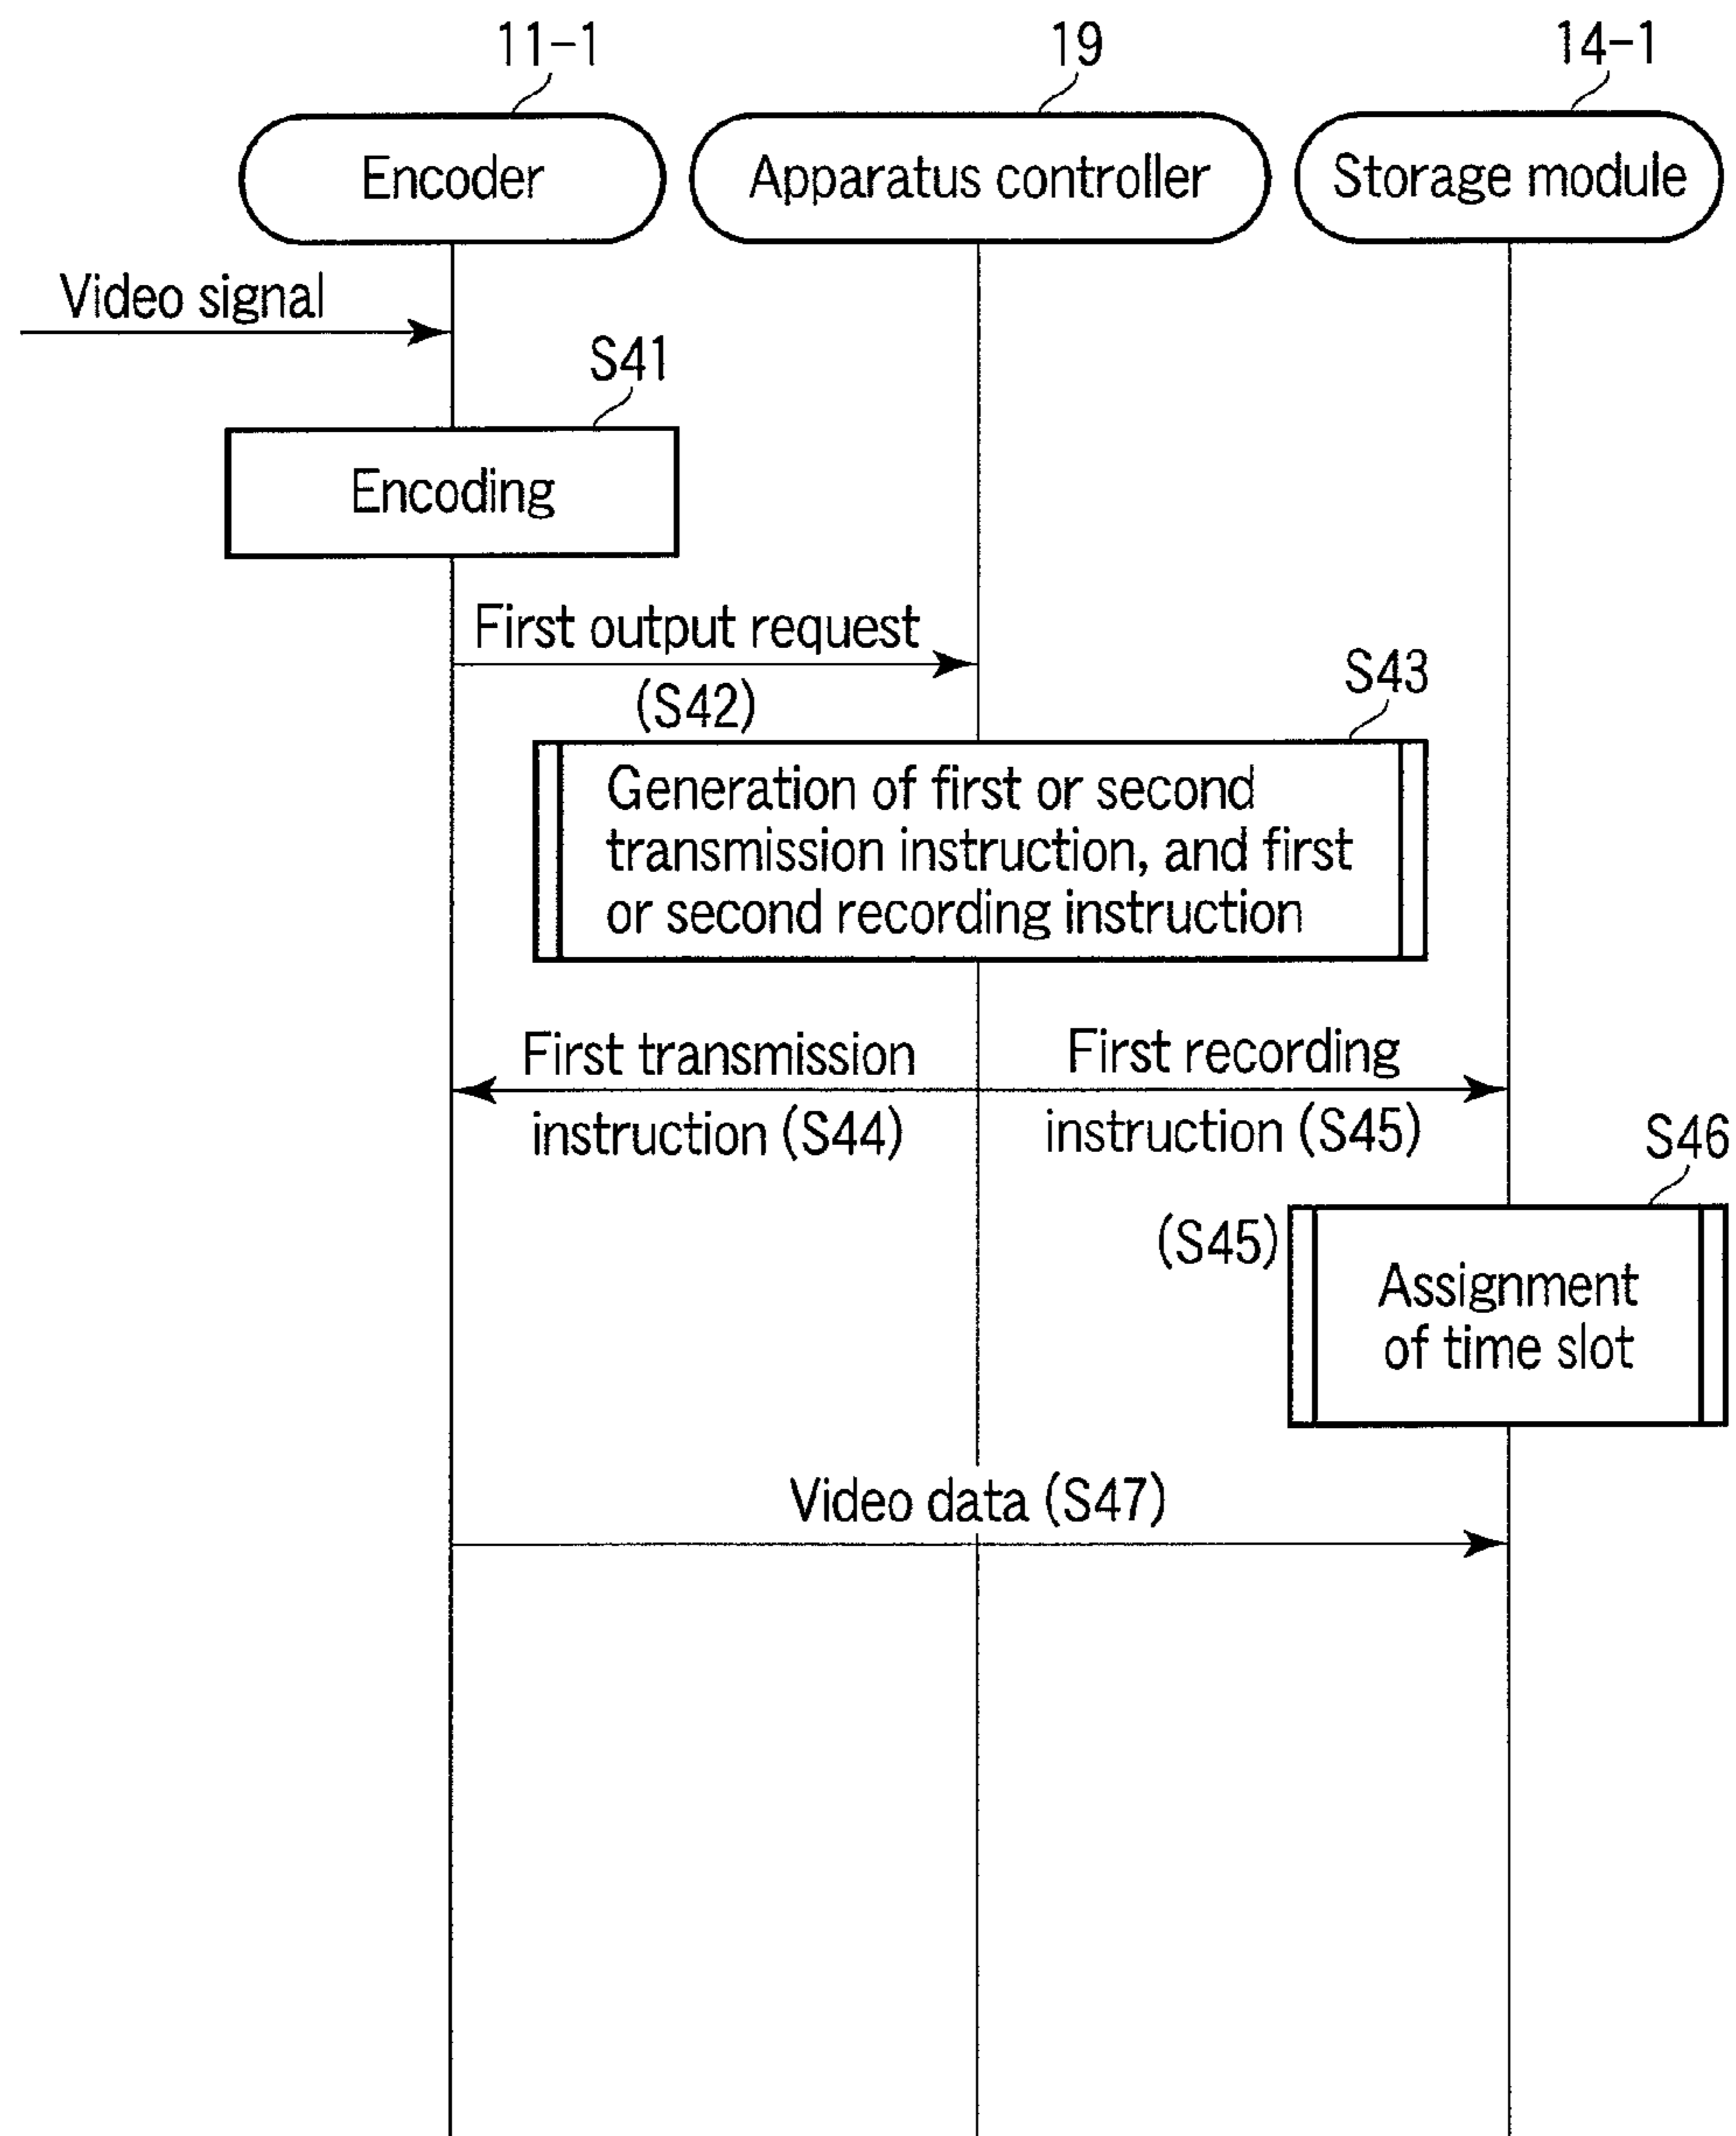 11-1
19
14-1
Encoder
Apparatus controller
Storage module
Video signal
S41
Encoding
First output request
(S42)
S43
Generation of first or second
transmission instruction, and first
or second recording instruction
First transmission
instruction (S44)
First recording
instruction (S45)
S46
(S45)
Assignment
of time slot
Video data (S47)